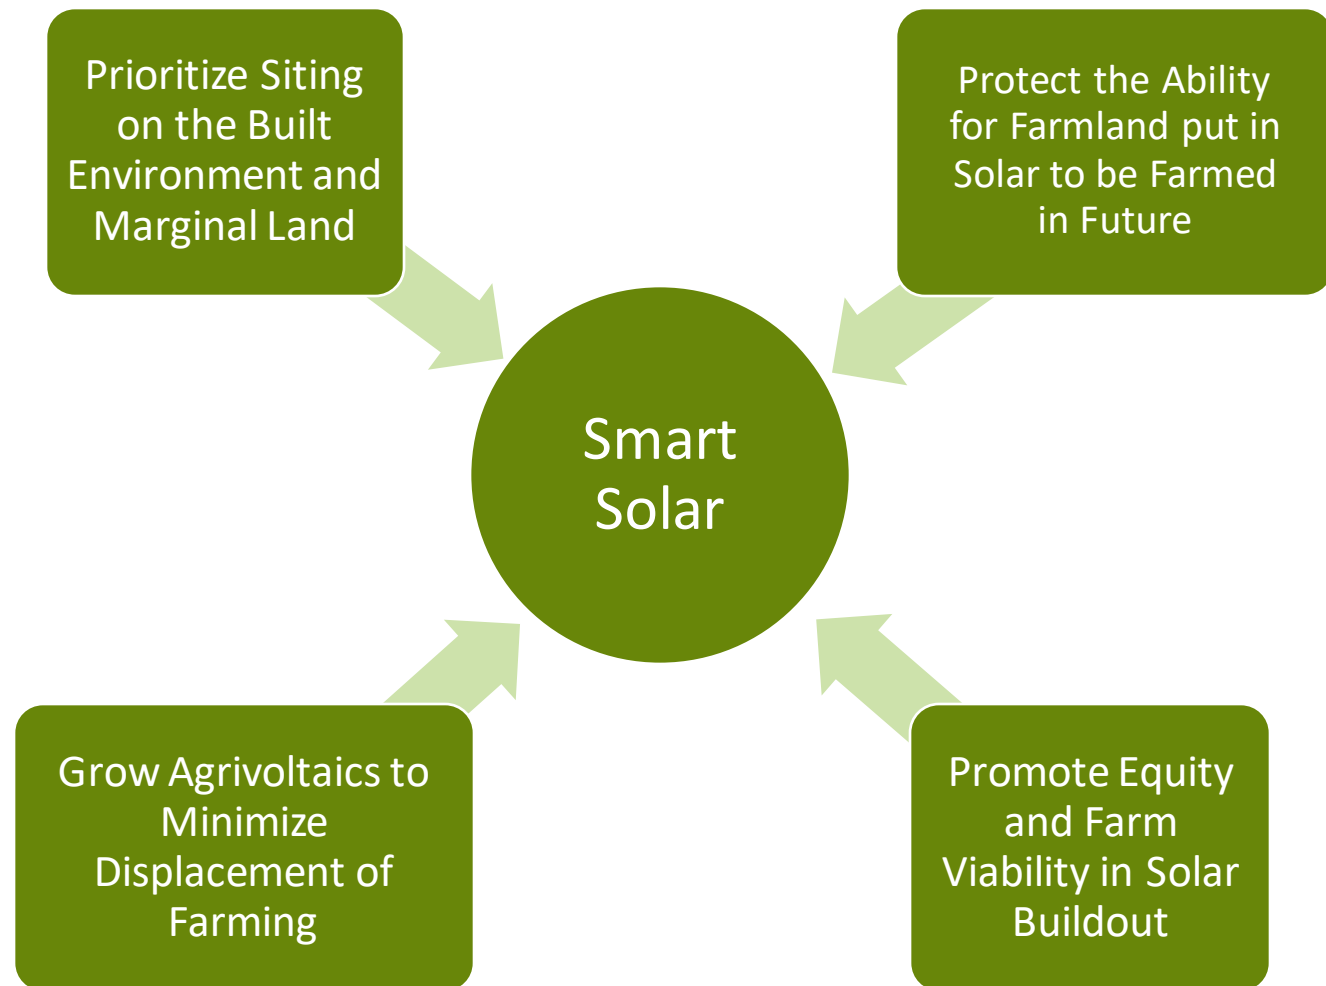 Prioritize Siting
on the Built
Environment and
Marginal Land
Protect the Ability
for Farmland put in
Solar to be Farmed
in Future
Smart
Solar
Grow Agrivoltaics to
Minimize
Displacement of
Farming
Promote Equity
and Farm
Viability in Solar
Buildout